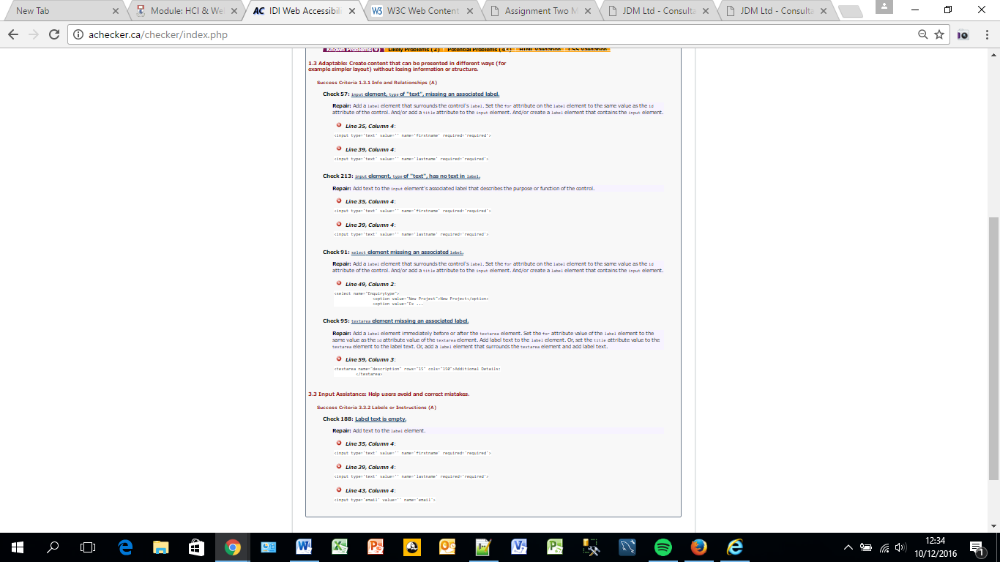 New Tab
Module: HCI & We
IDI Web Accessibili
W3C Web Content
Assignment Two M
JDM Ltd - Consulta
JDM Ltd - Consulta
achecker.ca/checker/index.php
Known Problems(9) Likely Problems (2) Potential Problems HTML Validation CSS Validation
1.3 Adaptable: Create content that can be presented in different ways (for
example simpler layout) without losing information or structure.
Success Criteria 1.3.1 Info and Relationships (A)
Check 57: input element, type of "text", missing an associated label.
Repair: Add a label element that surrounds the control's label. Set the for attribute on the label element to the same value as the id
attribute of the control. And/or add a title attribute to the input element. And/or create a label element that contains the input element.
Line 35, Column 4:
<input type='text' value='' name='firstname' required='required'>
Line 39, Column 4:
<input type='text' value='' name='lastname' required='required'>
Check 213: input element, type of "text", has no text in label.
Repair: Add text to the input element's associated label that describes the purpose or function of the control.
Line 35, Column 4:
<input type='text' value='' name='firstname' required='required'>
Line 39, Column 4:
<input type='text' value='' name='lastname' required='required'>
Check 91: select element missing an associated label.
Repair: Add a label element that surrounds the control's label. Set the for attribute on the label element to the same value as the id
attribute of the control. And/or add a title attribute to the input element. And/or create a label element that contains the input element.
Line 49, Column 2:
<select name="Enquirytype">
<option value="New Project">New Project</option>
<option value="Ex ...
Check 95: textarea element missing an associated label.
Repair: Add a label element immediately before or after the textarea element. Set the for attribute value of the label element to the
same value as the id attribute value of the textarea element. Add label text to the label element. Or, set the title attribute value to the
textarea element to the label text. Or, add a label element that surrounds the textarea element and add label text.
Line 59, Column 3:
<textarea name="description" rows="15" cols="150">Additional Details:
</textarea>
3.3 Input Assistance: Help users avoid and correct mistakes.
Success Criteria 3.3.2 Labels or Instructions (A)
Check 188: Label text is empty.
Repair: Add text to the label element.
Line 35, Column 4:
<input type='text' value='' name='firstname' required='required'>
Line 39, Column 4:
<input type='text' value='' name='lastname' required='required'>
Line 43, Column 4:
<input type='email' value='' name='email'>
12:34
10/12/2016
1